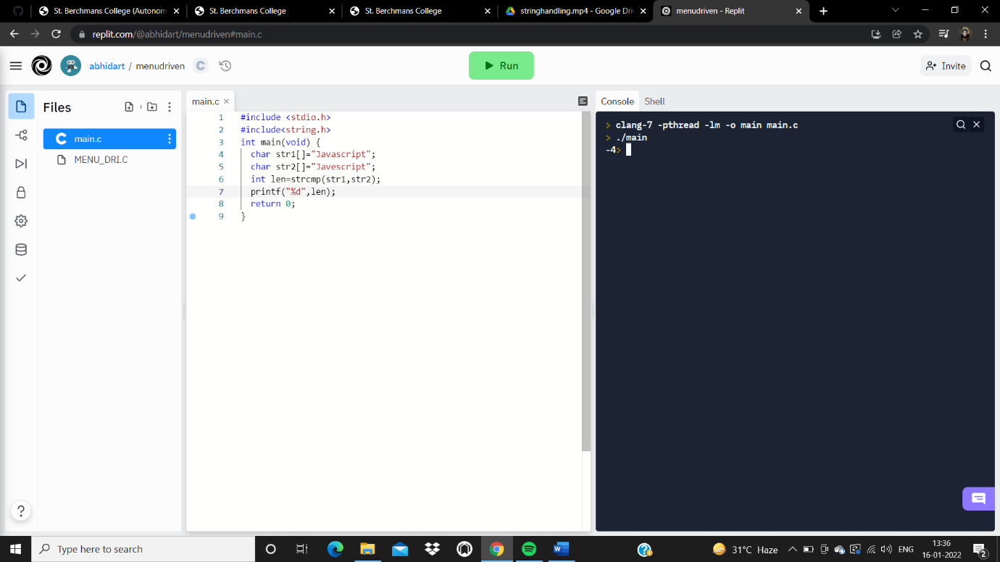 St. Berchmans College (Autonom
St. Berchmans College
St. Berchmans College
stringhandling.mp4 - Google Dri
menudriven - Replit
replit.com/@abhidart/menudriven#main.c
abhidart / menudriven
C
Run
Invite
Files
main.c
Console
Shell
C main.c
MENU_DRI.C
1 #include <stdio.h>
2 #include<string.h>
3 int main(void) {
4 char str1[]="Javascript";
5 char str2[]="Javescript";
6 int len=strcmp(str1,str2);
7 printf("%d",len);
8 return 0;
9 }
> clang-7 -pthread -lm -o main main.c
> ./main
-4>
?
Type here to search
31°C Haze
ENG
13:36
16-01-2022
2